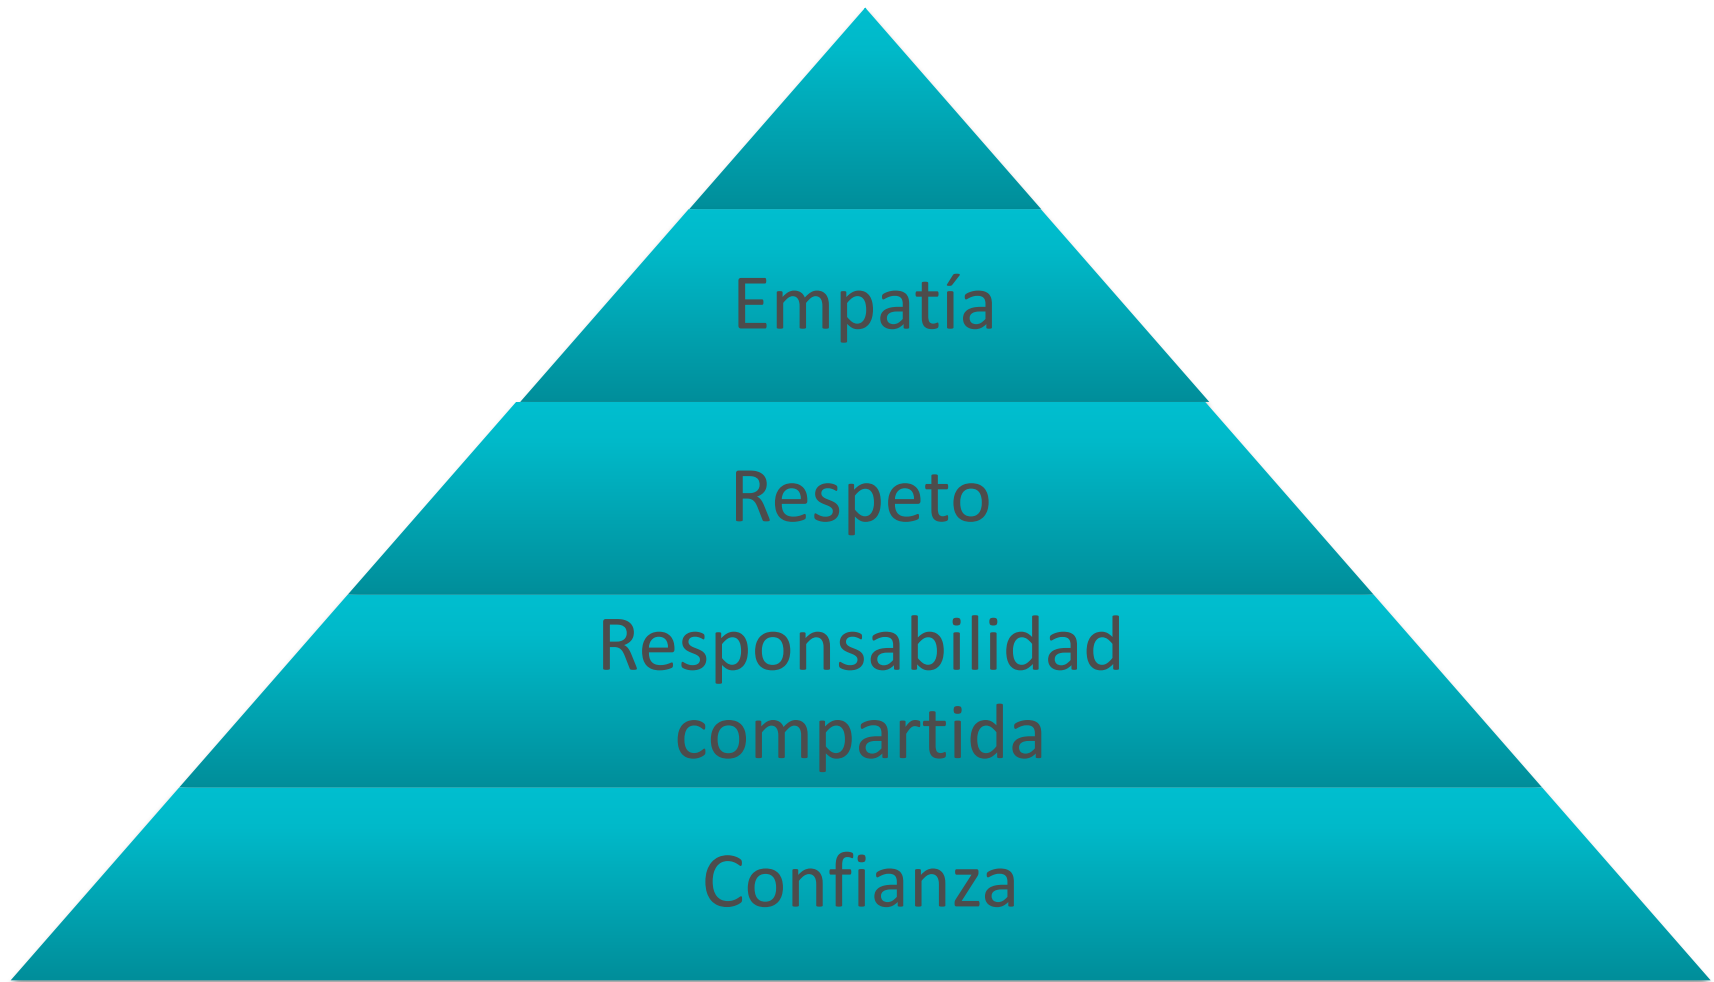 Empatía
Respeto
Responsabilidad
compartida
Confianza